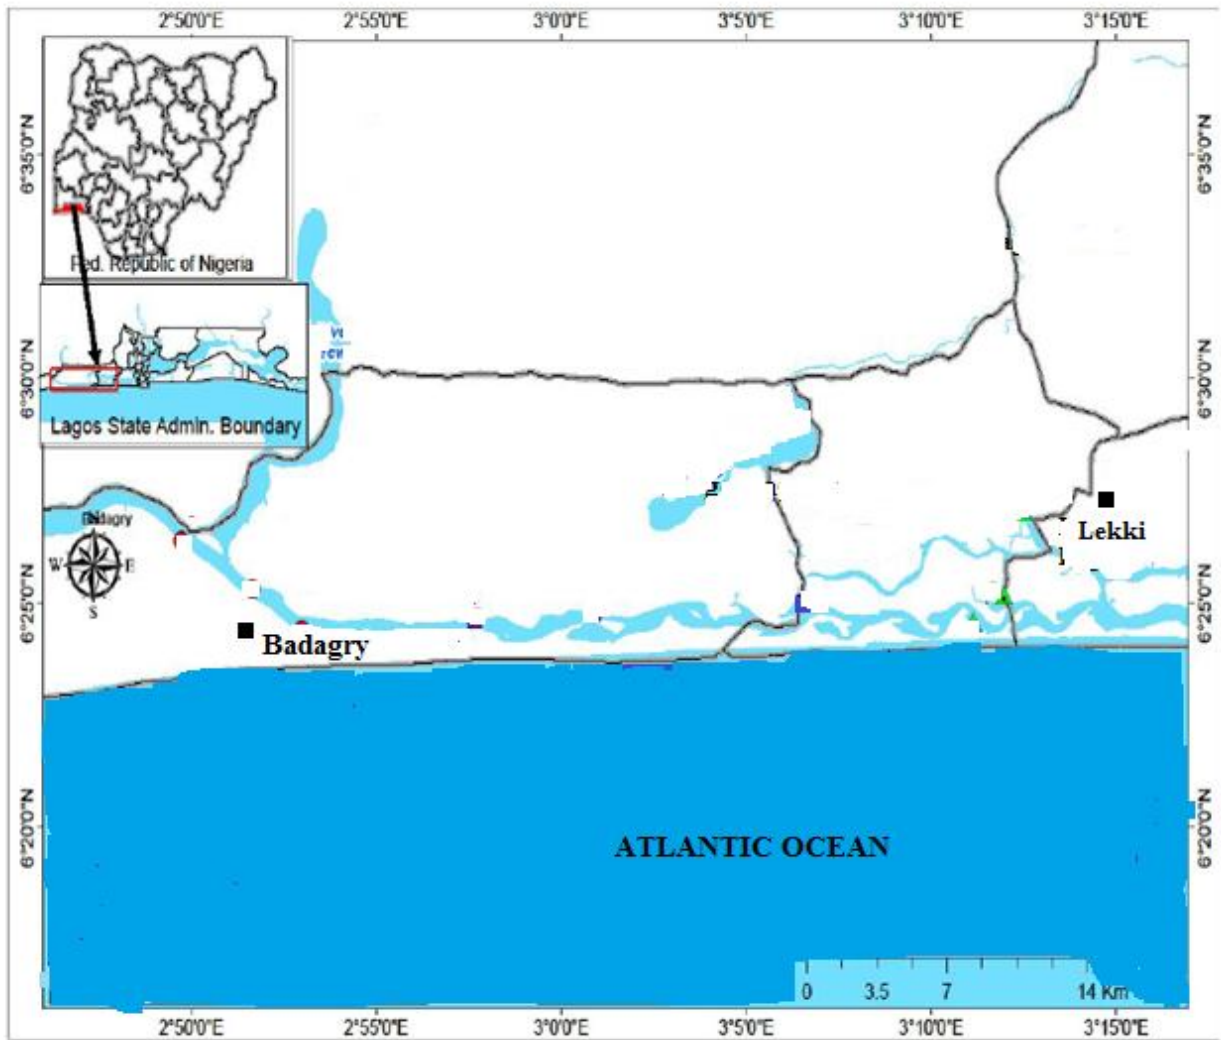 2°50'0"E 2°55'0"E 3°0'0"E 3°5'0"E 3°10'0"E 3°15'0"E
6°35'0"N 6°35'0"N
Fed. Republic of Nigeria
6°30'0"N 6°30'0"N
Lagos State Admin. Boundary
Badagry
W E
S
Lekki
6°25'0"N 6°25'0"N
Badagry
6°20'0"N 6°20'0"N
ATLANTIC OCEAN
0 3.5 7 14 Km
2°50'0"E 2°55'0"E 3°0'0"E 3°5'0"E 3°10'0"E 3°15'0"E